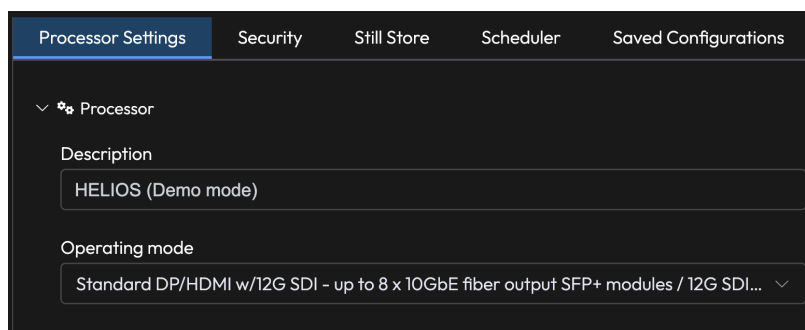 Processor Settings Security Still Store Scheduler Saved Configurations
Processor
Description
HELIOS (Demo mode)
Operating mode
Standard DP/HDMI w/12G SDI - up to 8 x 10GbE fiber output SFP+ modules / 12G SDI...